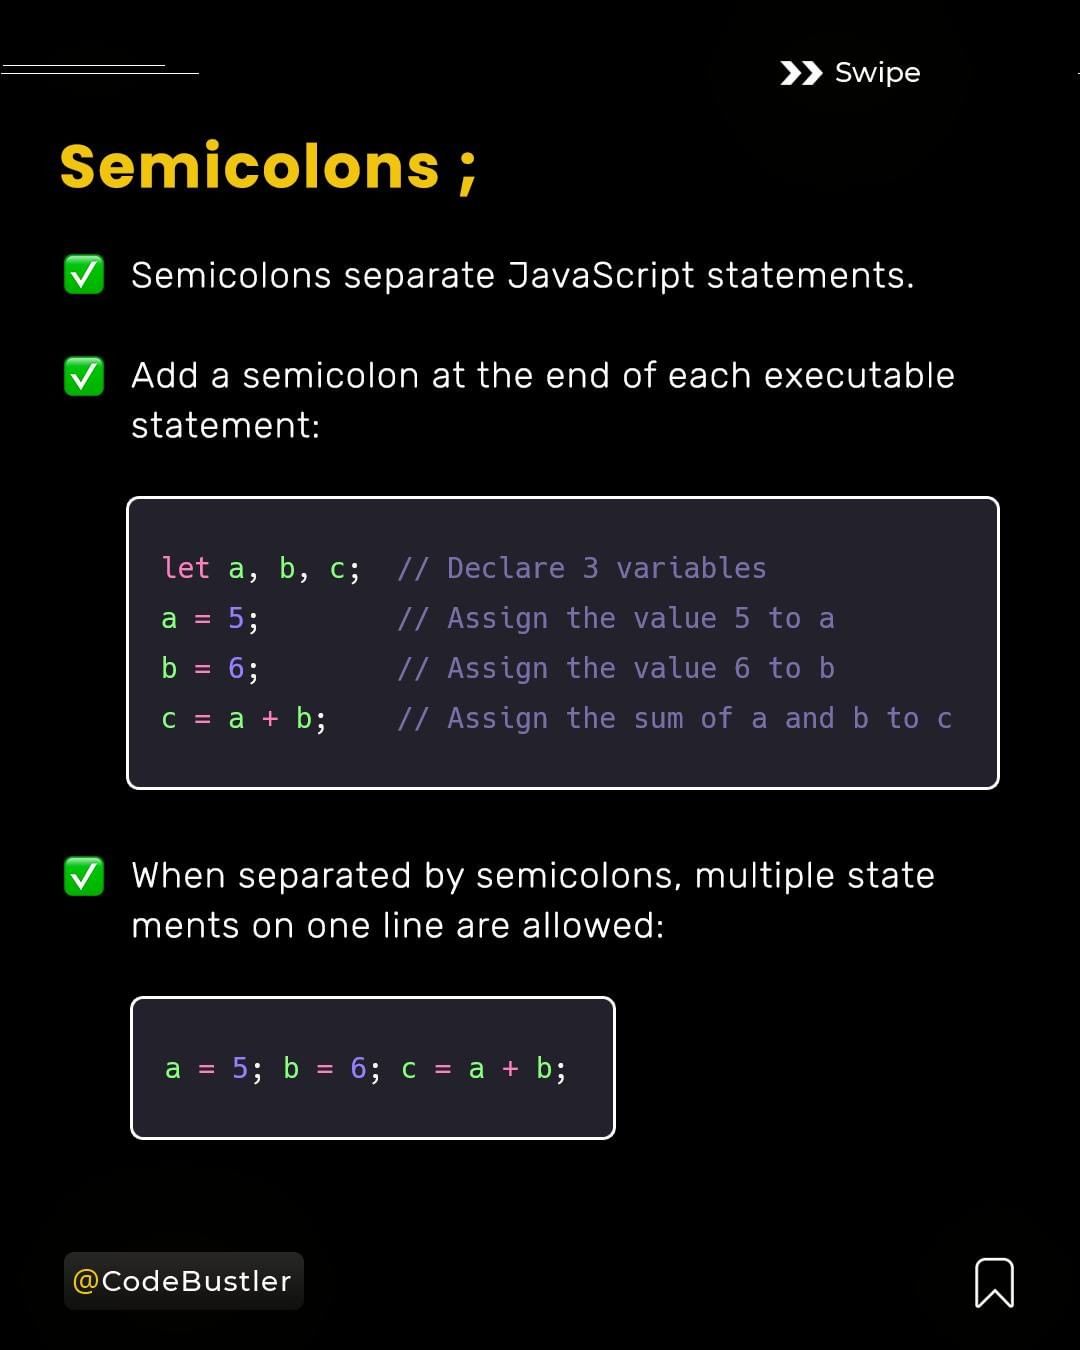 Swipe
Semicolons ;
✅ Semicolons separate JavaScript statements.
✅ Add a semicolon at the end of each executable
statement:
let a, b, c;  // Declare 3 variables
a = 5;        // Assign the value 5 to a
b = 6;        // Assign the value 6 to b
c = a + b;    // Assign the sum of a and b to c
✅ When separated by semicolons, multiple state
ments on one line are allowed:
a = 5; b = 6; c = a + b;
@CodeBustler